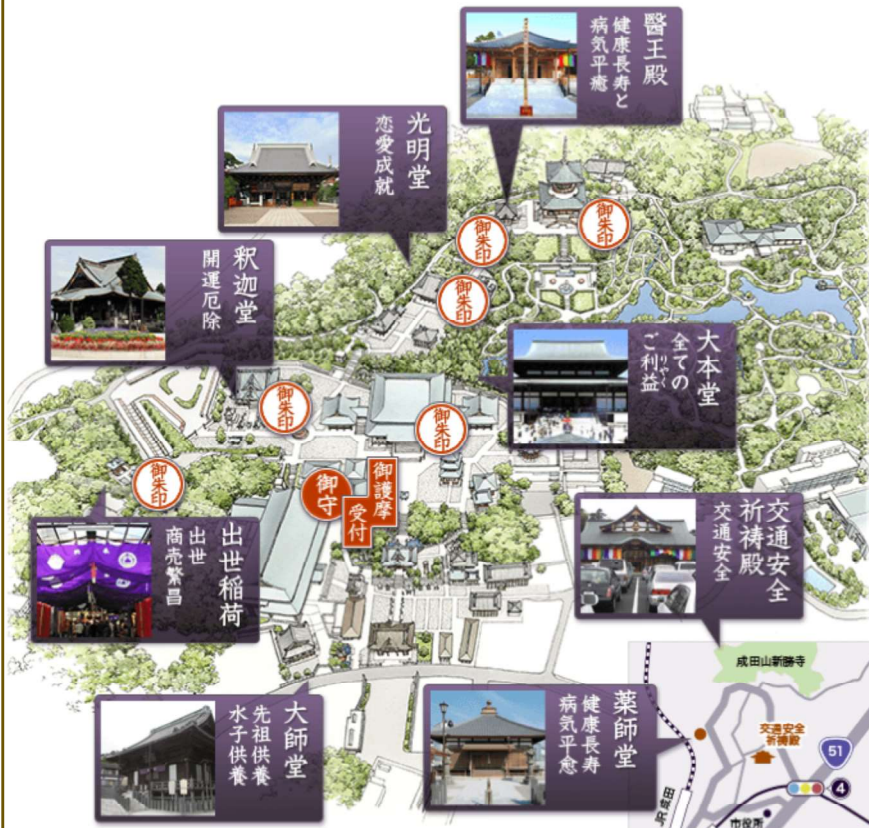 醫王殿
健康長寿と
病気平癒
光明堂
恋愛成就
御朱印
御朱印
御朱印
釈迦堂
開運厄除
大本堂
全ての
ご利益
りやく
御朱印
御朱印
御朱印
御守
御護摩
受付
出世稲荷
出世
商売繁昌
交通安全
祈祷殿
交通安全
大師堂
先祖供養
水子供養
薬師堂
健康長寿
病気平愈
成田山新勝寺
交通安全
祈祷殿
51
4
JR成田
市役所